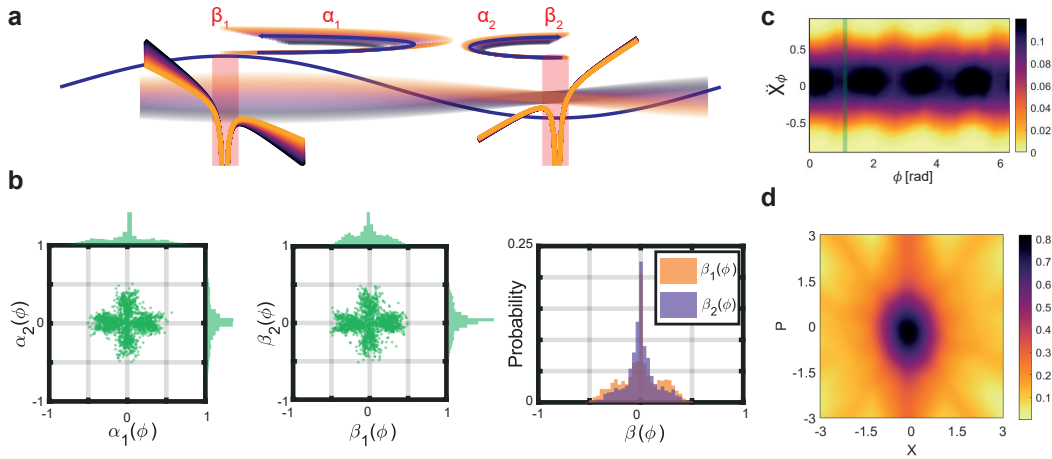 a
β1 α1 α2 β2
b
1
α2(ϕ)
0
-1
-1 0 1
α1(ϕ)
1
β2(ϕ)
0
-1
-1 0 1
β1(ϕ)
0.25
Probability
0
β1(ϕ)
β2(ϕ)
-1 0 1
β(ϕ)
c
0.5
Ẍϕ
0
-0.5
0 2 4 6
ϕ [rad]
0.1
0.08
0.06
0.04
0.02
0
d
3
1.5
P
0
-1.5
-3
-3 -1.5 0 1.5 3
X
0.8
0.7
0.6
0.5
0.4
0.3
0.2
0.1